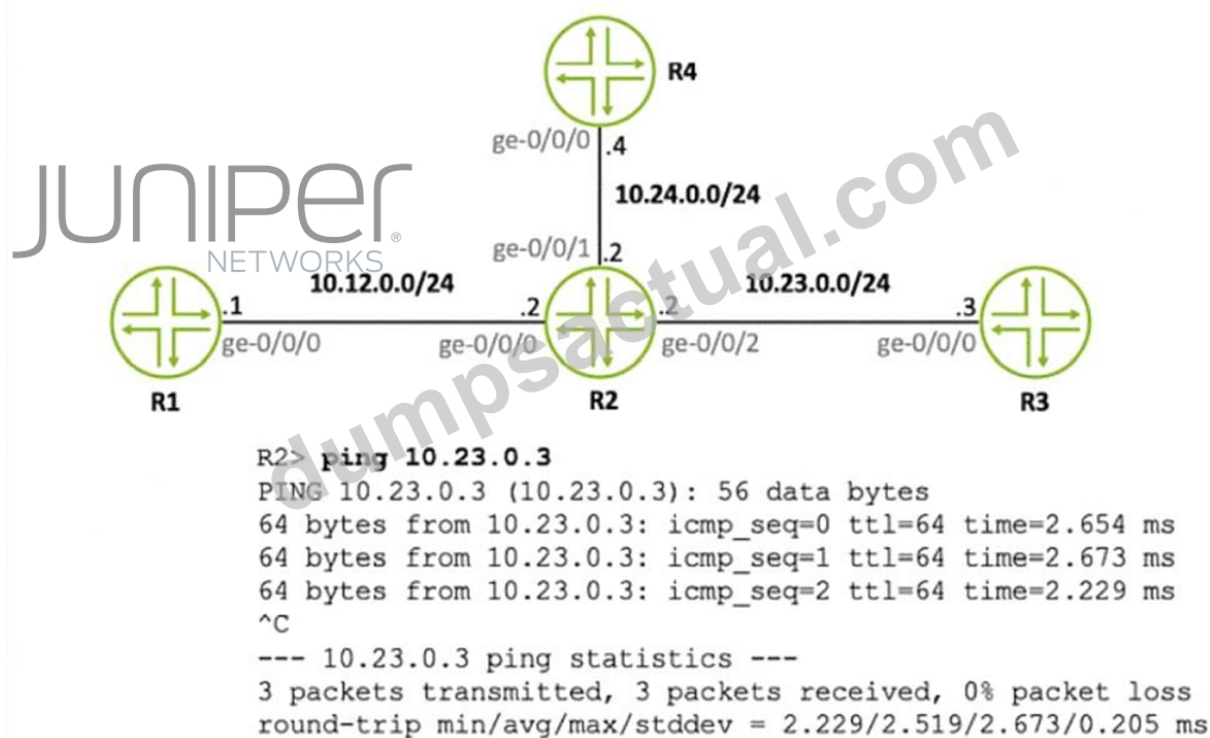 R4
ge-0/0/0 .4
10.24.0.0/24
JUNIPER
NETWORKS
ge-0/0/1 .2
10.12.0.0/24
10.23.0.0/24
.1
.2
.2
.3
ge-0/0/0
ge-0/0/0
ge-0/0/2
ge-0/0/0
R1
R2
R3
dumpsactual.com
R2> ping 10.23.0.3
PING 10.23.0.3 (10.23.0.3): 56 data bytes
64 bytes from 10.23.0.3: icmp_seq=0 ttl=64 time=2.654 ms
64 bytes from 10.23.0.3: icmp_seq=1 ttl=64 time=2.673 ms
64 bytes from 10.23.0.3: icmp_seq=2 ttl=64 time=2.229 ms
^C
--- 10.23.0.3 ping statistics ---
3 packets transmitted, 3 packets received, 0% packet loss
round-trip min/avg/max/stddev = 2.229/2.519/2.673/0.205 ms